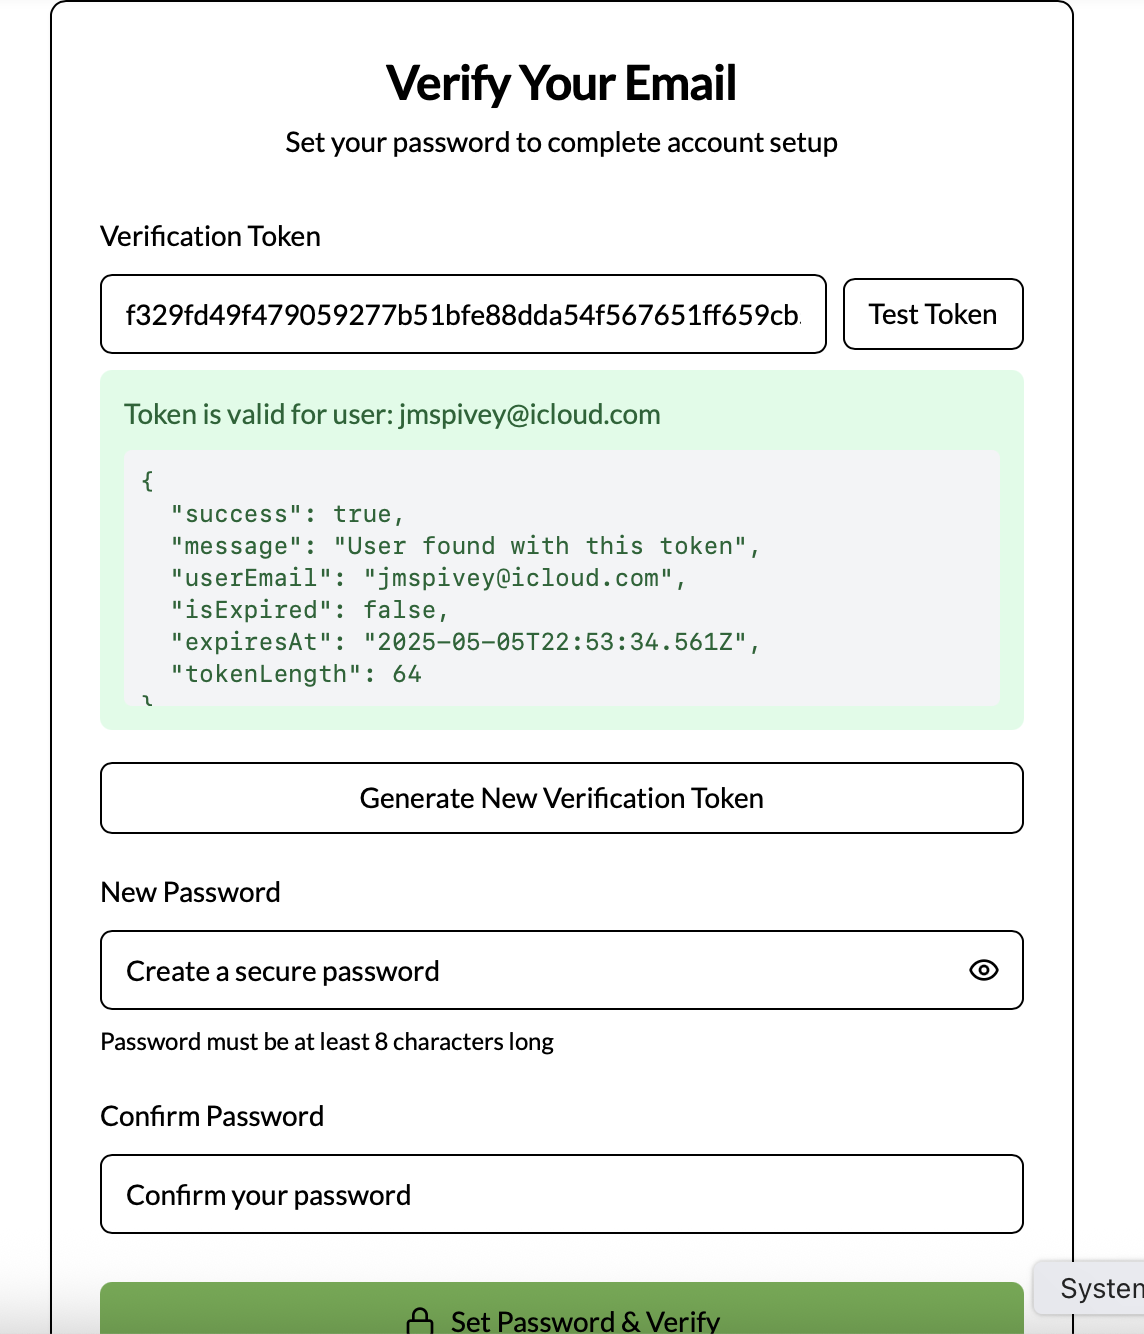 Verify Your Email
Set your password to complete account setup
Verification Token
f329fd49f479059277b51bfe88dda54f567651ff659cb
Test Token
Token is valid for user: jmspivey@icloud.com
{
"success": true,
"message": "User found with this token",
"userEmail": "jmspivey@icloud.com",
"isExpired": false,
"expiresAt": "2025-05-05T22:53:34.561Z",
"tokenLength": 64
}
Generate New Verification Token
New Password
Create a secure password
Password must be at least 8 characters long
Confirm Password
Confirm your password
Set Password & Verify